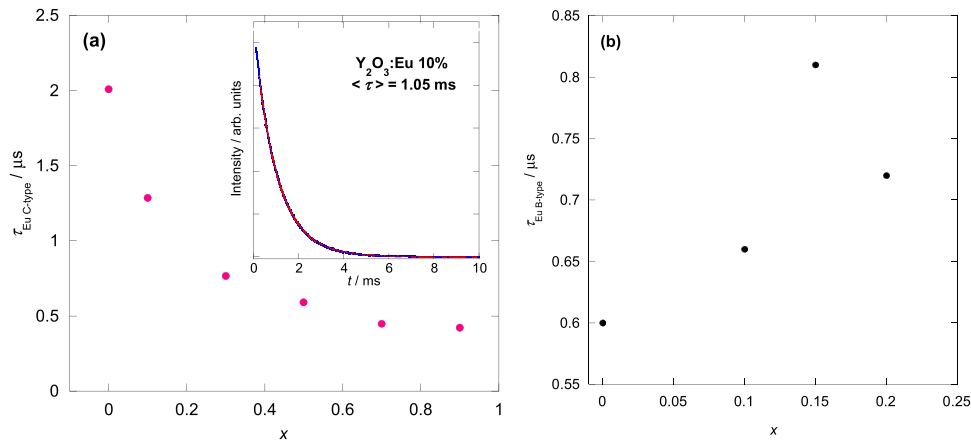 (a)
2.5
2
1.5
1
0.5
0
τEu C-type / μs
0 0.2 0.4 0.6 0.8 1
x
Y2O3:Eu 10%
< τ > = 1.05 ms
Intensity / arb. units
0 2 4 6 8 10
t / ms
(b)
0.85
0.8
0.75
0.7
0.65
0.6
0.55
τEu B-type / μs
0 0.05 0.1 0.15 0.2 0.25
x